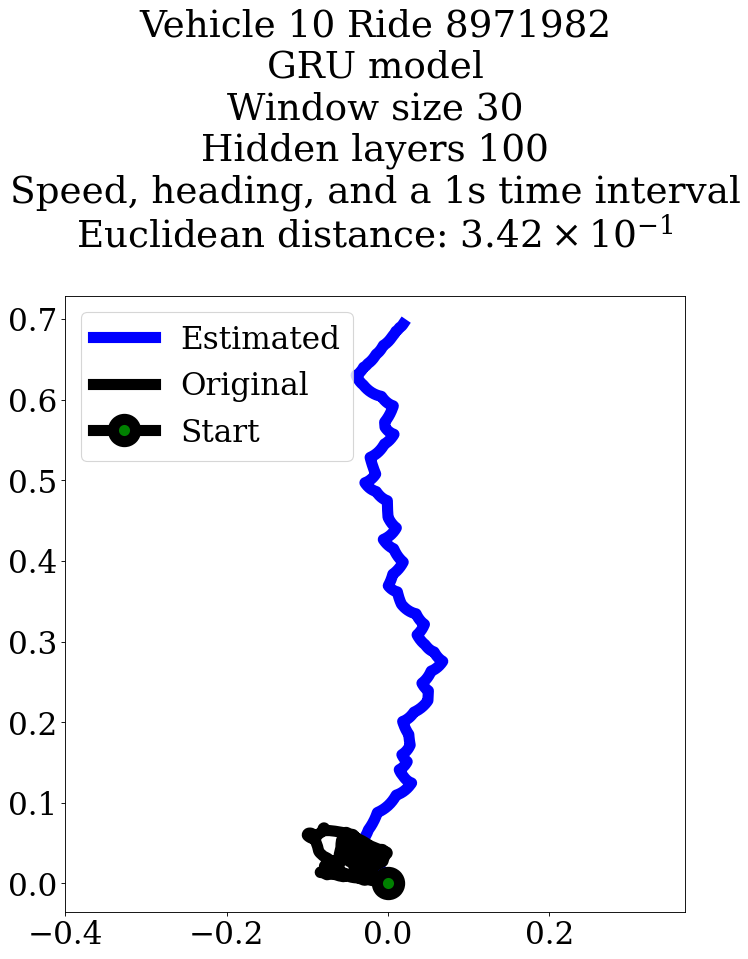 Vehicle 10 Ride 8971982
GRU model
Window size 30
Hidden layers 100
Speed, heading, and a 1s time interval
Euclidean distance: 3.42 × 10⁻¹
Estimated
Original
Start
0.7
0.6
0.5
0.4
0.3
0.2
0.1
0.0
−0.4 −0.2 0.0 0.2